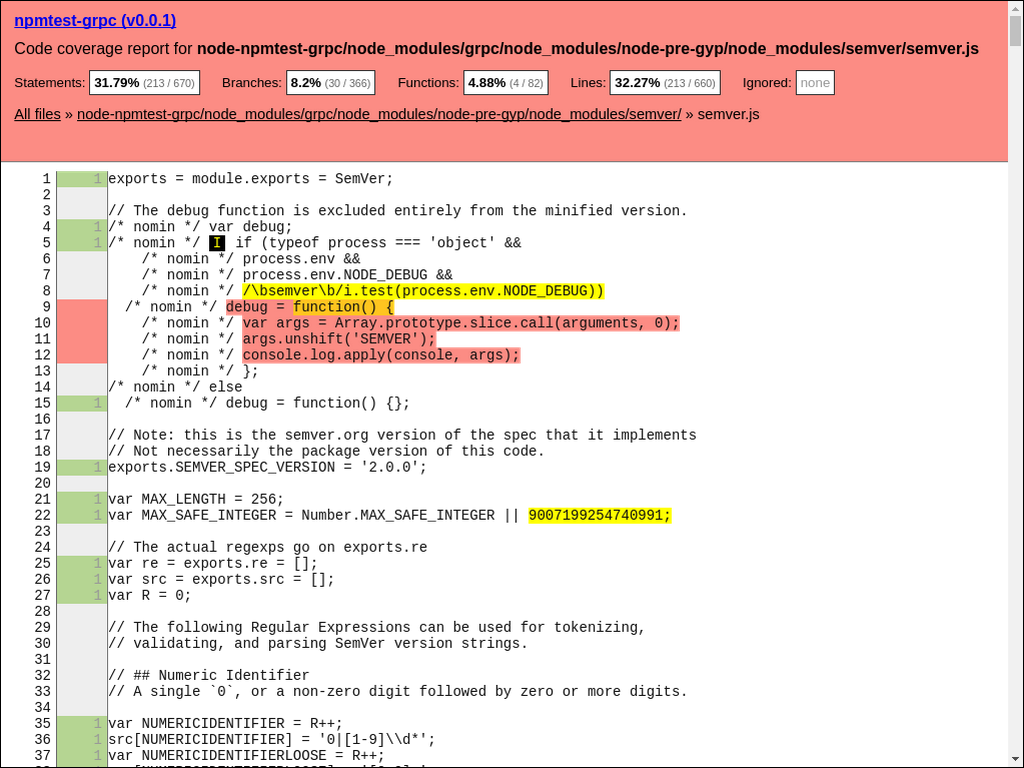 npmtest-grpc (v0.0.1)
Code coverage report for node-npmtest-grpc/node_modules/grpc/node_modules/node-pre-gyp/node_modules/semver/semver.js
Statements: 31.79% (213 / 670) Branches: 8.2% (30 / 366) Functions: 4.88% (4 / 82) Lines: 32.27% (213 / 660) Ignored: none
All files » node-npmtest-grpc/node_modules/grpc/node_modules/node-pre-gyp/node_modules/semver/ » semver.js
1 1 exports = module.exports = SemVer;
2
3 // The debug function is excluded entirely from the minified version.
4 1 /* nomin */ var debug;
5 1 /* nomin */ I if (typeof process === 'object' &&
6 /* nomin */ process.env &&
7 /* nomin */ process.env.NODE_DEBUG &&
8 /* nomin */ /\bsemver\b/i.test(process.env.NODE_DEBUG))
9 /* nomin */ debug = function() {
10 /* nomin */ var args = Array.prototype.slice.call(arguments, 0);
11 /* nomin */ args.unshift('SEMVER');
12 /* nomin */ console.log.apply(console, args);
13 /* nomin */ };
14 /* nomin */ else
15 1 /* nomin */ debug = function() {};
16
17 // Note: this is the semver.org version of the spec that it implements
18 // Not necessarily the package version of this code.
19 1 exports.SEMVER_SPEC_VERSION = '2.0.0';
20
21 1 var MAX_LENGTH = 256;
22 1 var MAX_SAFE_INTEGER = Number.MAX_SAFE_INTEGER || 9007199254740991;
23
24 // The actual regexps go on exports.re
25 1 var re = exports.re = [];
26 1 var src = exports.src = [];
27 1 var R = 0;
28
29 // The following Regular Expressions can be used for tokenizing,
30 // validating, and parsing SemVer version strings.
31
32 // ## Numeric Identifier
33 // A single `0`, or a non-zero digit followed by zero or more digits.
34
35 1 var NUMERICIDENTIFIER = R++;
36 1 src[NUMERICIDENTIFIER] = '0|[1-9]\\d*';
37 1 var NUMERICIDENTIFIERLOOSE = R++;